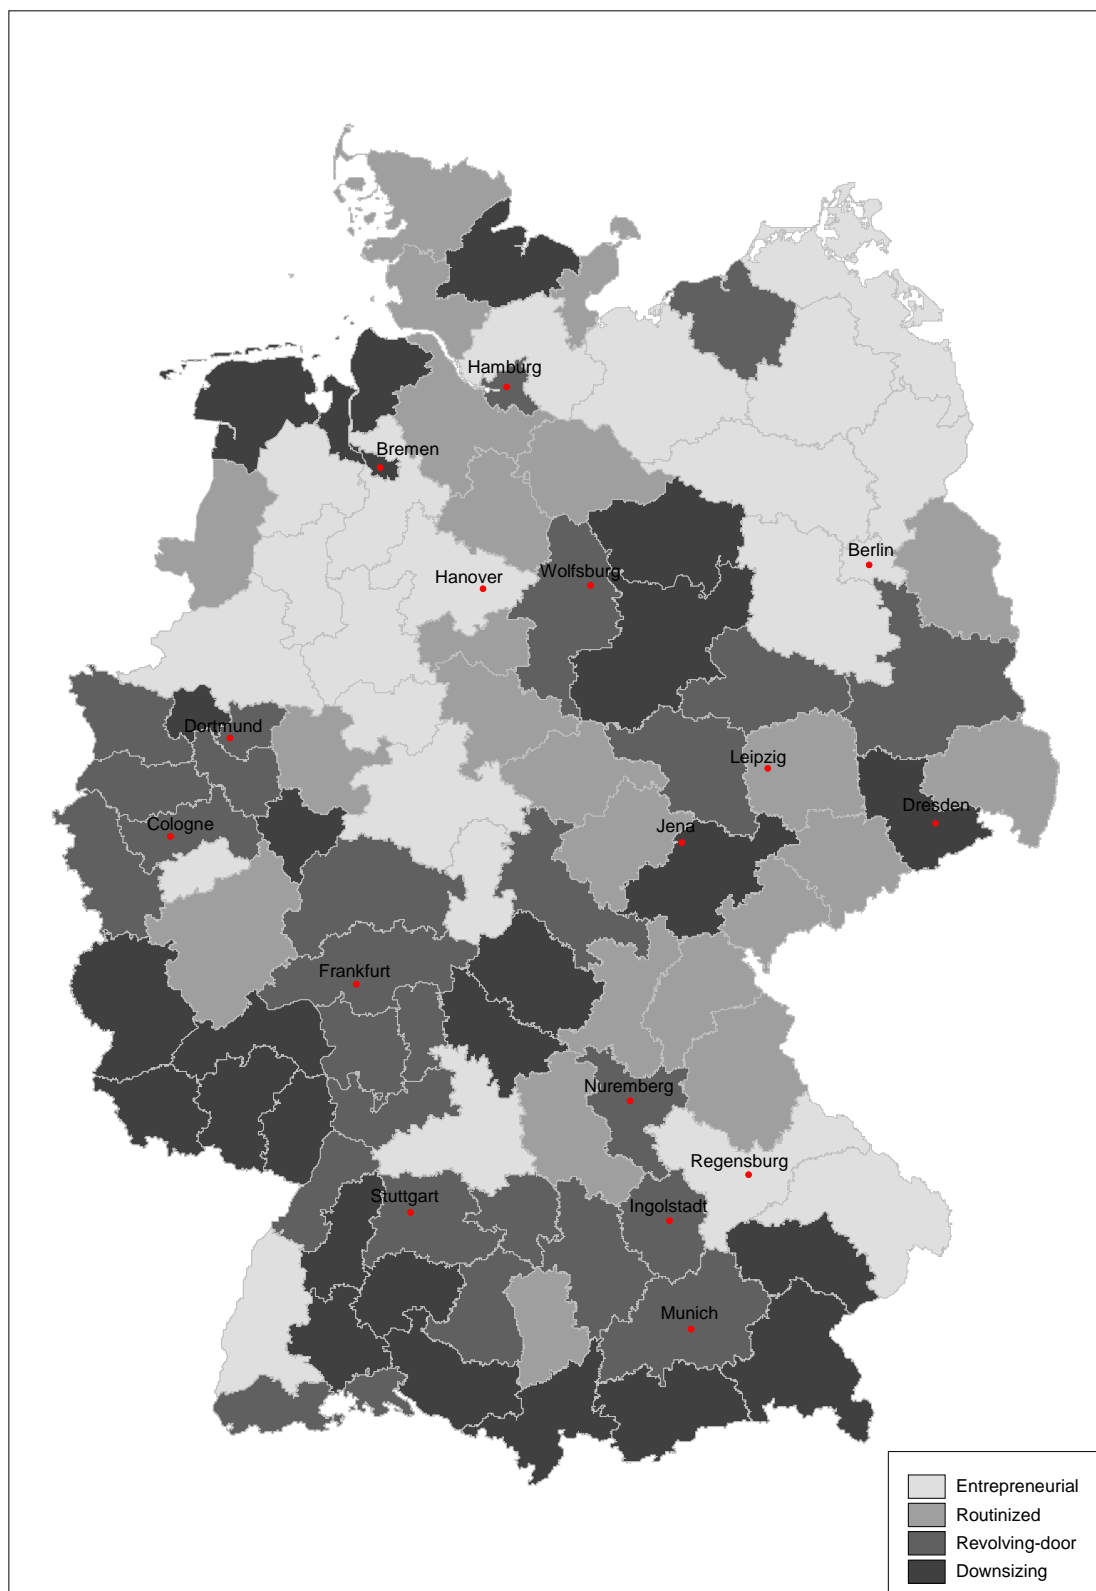 Hamburg
Bremen
Berlin
Hanover
Wolfsburg
Dortmund
Leipzig
Dresden
Cologne
Jena
Frankfurt
Nuremberg
Regensburg
Stuttgart
Ingolstadt
Munich
Entrepreneurial
Routinized
Revolving-door
Downsizing